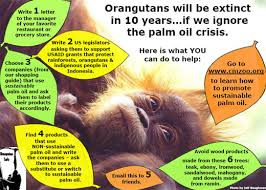 Orangutans will be extinct
in 10 years...if we ignore
the palm oil crisis.
Here is what YOU
can do to help:
Write 1 letter
to the manager
of your favorite
restaurant or
grocery store.
Write 2 US legislators
asking them to support
USAID grants that protect
rainforests, orangutans &
indigenous people in
Indonesia.
Choose 3
companies (from
our shopping
guide) that use
sustainable palm
oil and ask them
to label
their products
accordingly.
Find 4 products
that use
NON-sustainable
palm oil and write
the companies - ask
them to use a
substitute or switch
to sustainable
palm oil.
Email this to 5
friends.
Avoid wood products
made from these 6 trees:
teak, ebony, ironwood,
sandalwood, mahogany,
and dowels made
from ramin.
Go to
www.cmzoo.org
to learn how
to promote
sustainable
palm oil.